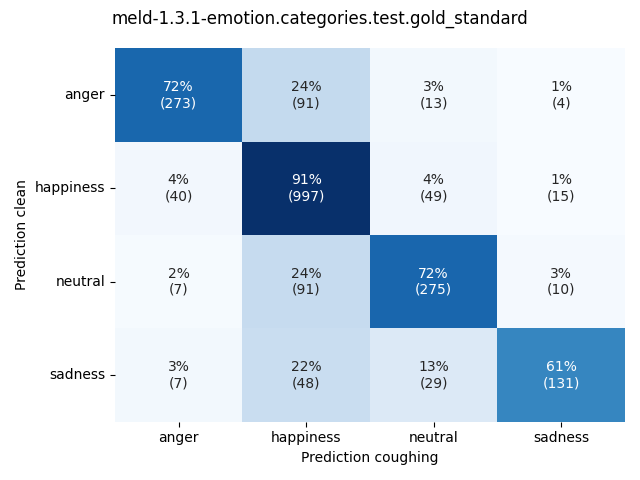 meld-1.3.1-emotion.categories.test.gold_standard
Prediction clean
anger
72%
(273)
24%
(91)
3%
(13)
1%
(4)
happiness
4%
(40)
91%
(997)
4%
(49)
1%
(15)
neutral
2%
(7)
24%
(91)
72%
(275)
3%
(10)
sadness
3%
(7)
22%
(48)
13%
(29)
61%
(131)
anger
happiness
neutral
sadness
Prediction coughing